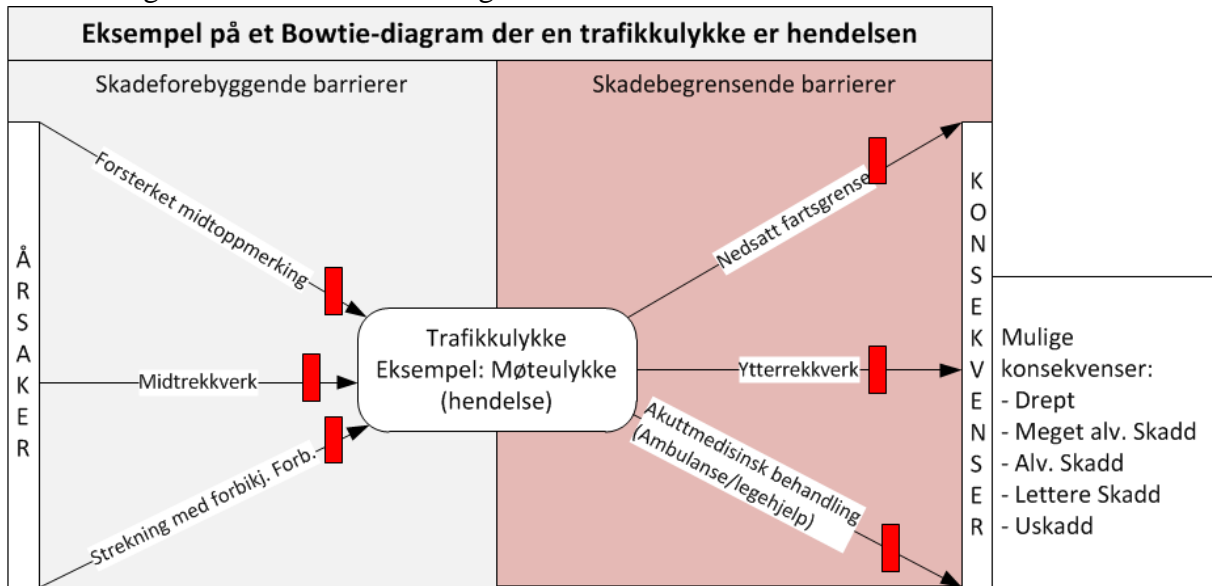 Eksempel på et Bowtie-diagram der en trafikkulykke er hendelsen
Skadeforebyggende barrierer
Skadebegrensende barrierer
ÅRSAKER
Forsterket midtoppmerking
Midtrekkverk
Strekning med forbikj. Forb.
Trafikkulykke
Eksempel: Møteulykke
(hendelse)
Nedsatt fartsgrense
Ytterrekkverk
Akuttmedisinsk behandling
(Ambulanse/legehjelp)
KONSEKVENSER
Mulige
konsekvenser:
- Drept
- Meget alv. Skadd
- Alv. Skadd
- Lettere Skadd
- Uskadd